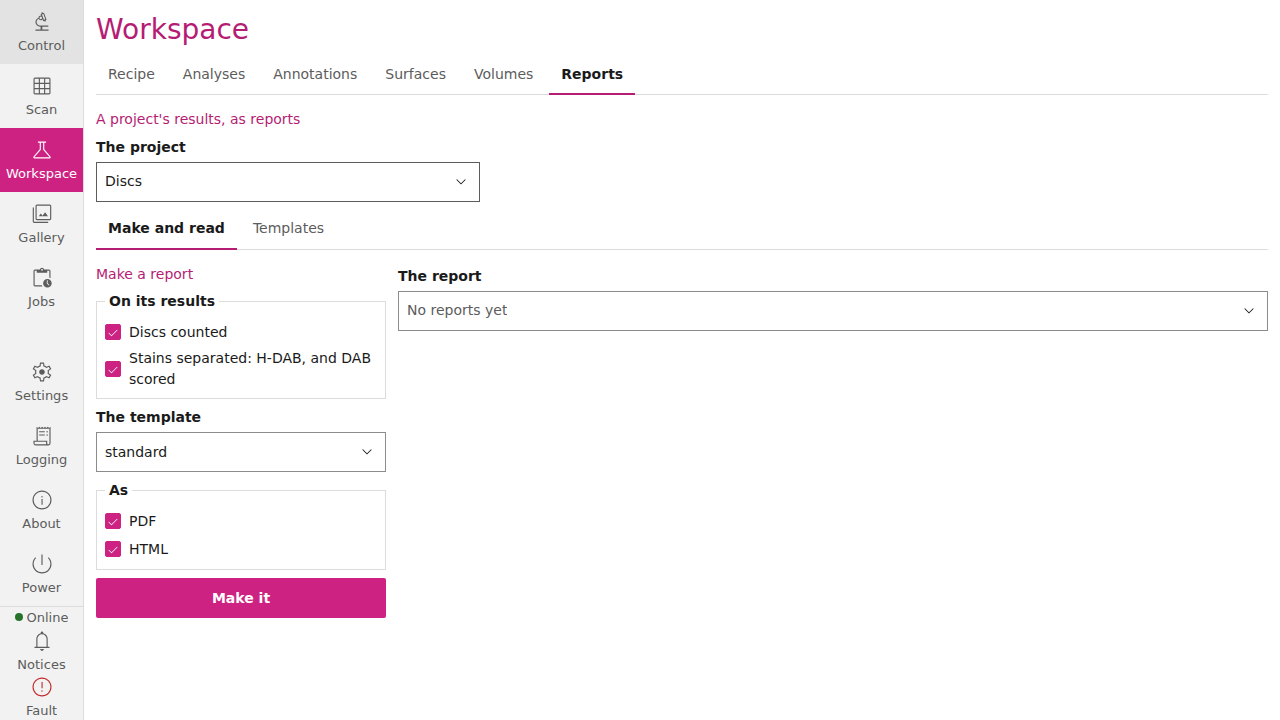 Control
Scan
Workspace
Gallery
Jobs
Settings
Logging
About
Power
Online
Notices
Fault
Workspace
Recipe
Analyses
Annotations
Surfaces
Volumes
Reports
A project's results, as reports
The project
Discs
Make and read
Templates
Make a report
On its results
Discs counted
Stains separated: H-DAB, and DAB
scored
The template
standard
As
PDF
HTML
Make it
The report
No reports yet